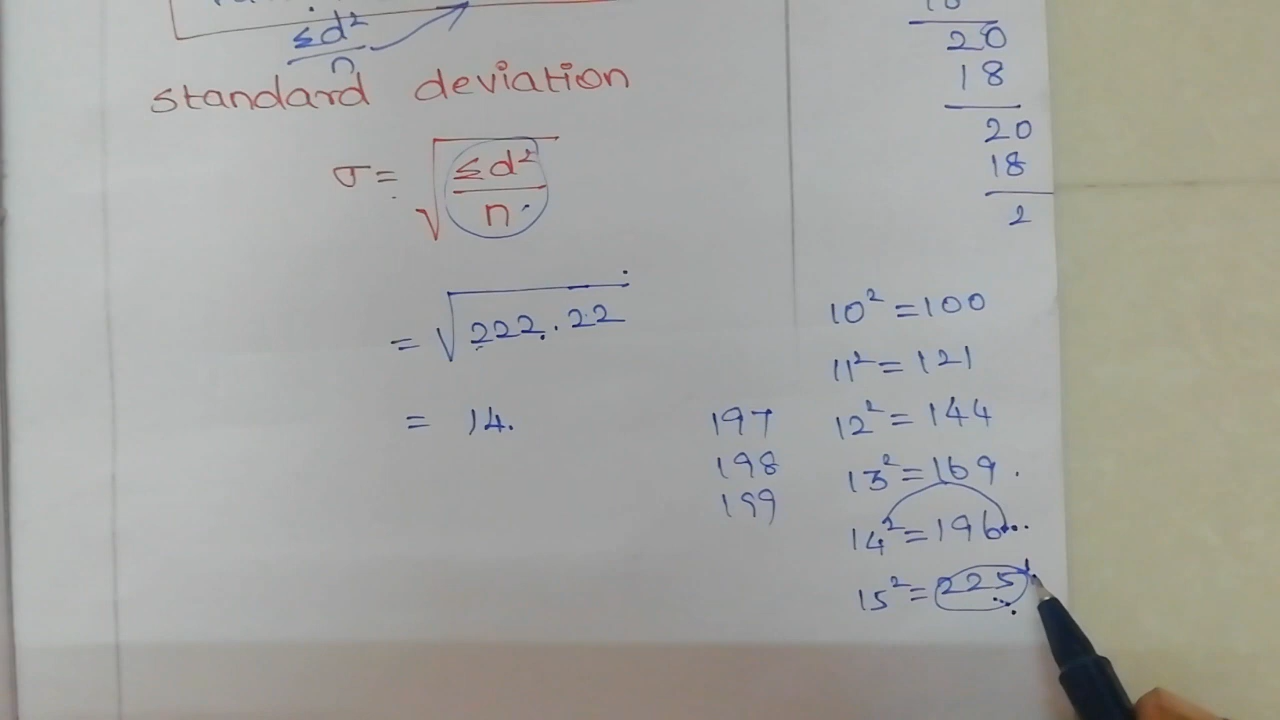 Σd²
n
standard deviation
σ = √Σd²/n
= √222.22
= 14.
20
18
20
18
2
10² = 100
11² = 121
12² = 144
13² = 169.
14² = 196...
15² = 225
197
198
199